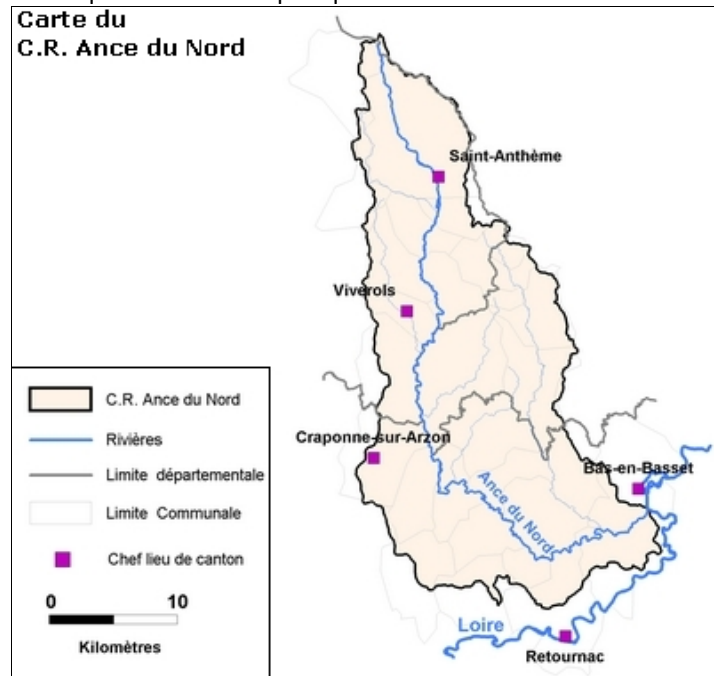 Carte du
C.R. Ance du Nord
Saint-Anthème
Viverols
Craponne-sur-Arzon
Bas-en-Basset
Ance du Nord
Loire
Retournac
C.R. Ance du Nord
Rivières
Limite départementale
Limite Communale
Chef lieu de canton
0 10
Kilomètres